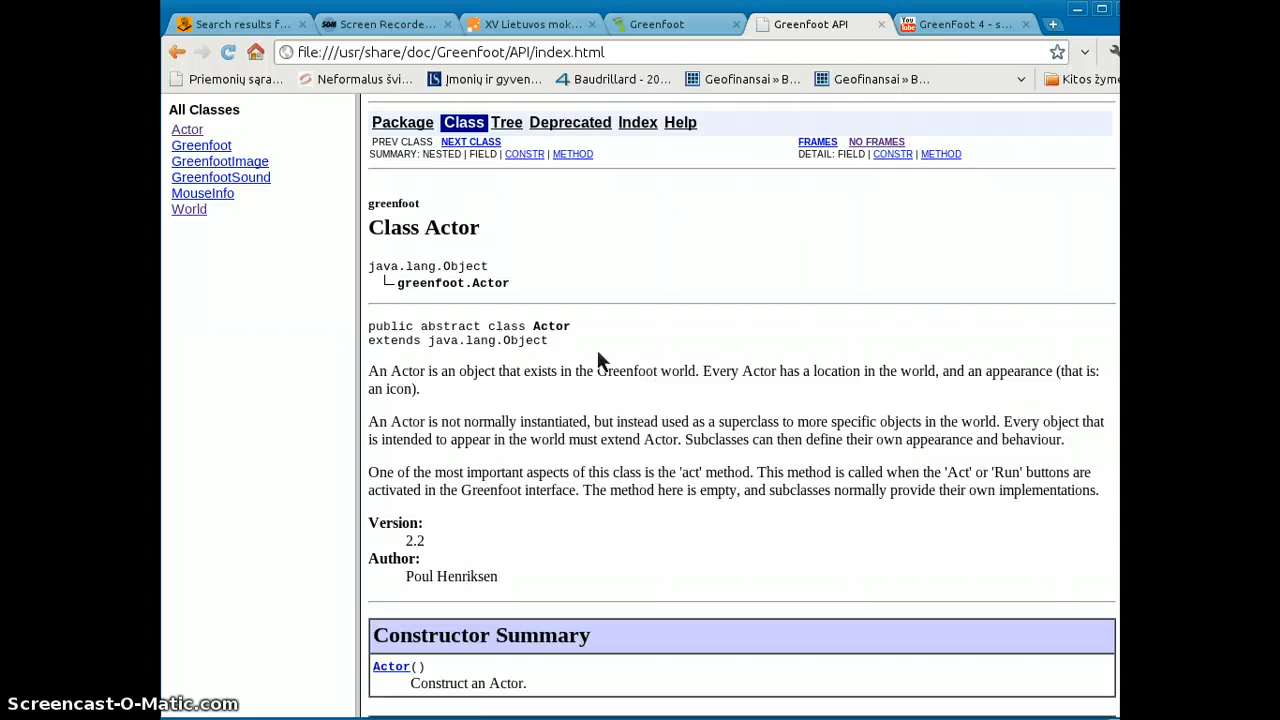 Search results f...
Screen Recorde...
XV Lietuvos mok...
Greenfoot
Greenfoot API
GreenFoot 4 - s...
file:///usr/share/doc/Greenfoot/API/index.html
Priemonių sąra...
Neformalus švi...
Įmonių ir gyven...
Baudrillard - 20...
Geofinansai » B...
Geofinansai » B...
Kitos žyme
All Classes
Actor
Greenfoot
GreenfootImage
GreenfootSound
MouseInfo
World
Package Class Tree Deprecated Index Help
PREV CLASS NEXT CLASS
FRAMES NO FRAMES
SUMMARY: NESTED | FIELD | CONSTR | METHOD
DETAIL: FIELD | CONSTR | METHOD
greenfoot
Class Actor
java.lang.Object
greenfoot.Actor
public abstract class Actor
extends java.lang.Object
An Actor is an object that exists in the Greenfoot world. Every Actor has a location in the world, and an appearance (that is:
an icon).
An Actor is not normally instantiated, but instead used as a superclass to more specific objects in the world. Every object that
is intended to appear in the world must extend Actor. Subclasses can then define their own appearance and behaviour.
One of the most important aspects of this class is the 'act' method. This method is called when the 'Act' or 'Run' buttons are
activated in the Greenfoot interface. The method here is empty, and subclasses normally provide their own implementations.
Version:
2.2
Author:
Poul Henriksen
Constructor Summary
Actor()
Construct an Actor.
Screencast-O-Matic.com